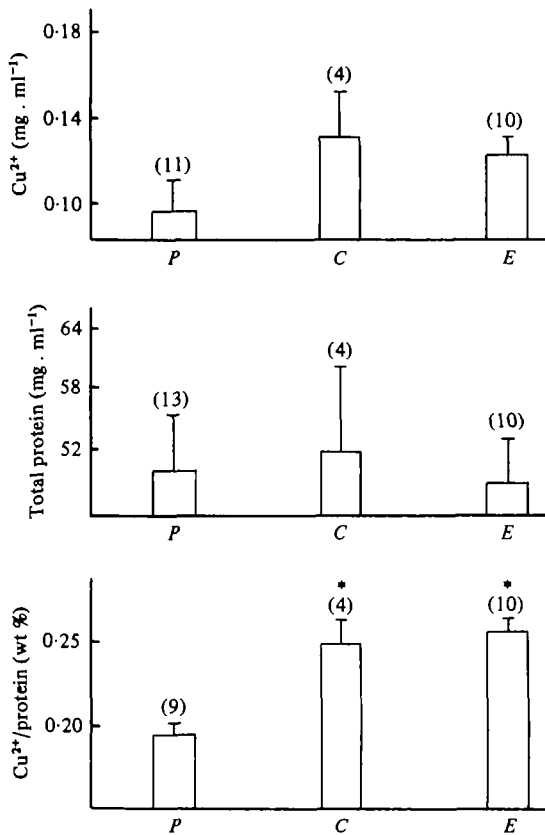 Cu²⁺ (mg . ml⁻¹)
0·18
0·14
0·10
(11)
(4)
(10)
P
C
E
Total protein (mg . ml⁻¹)
64
58
52
(13)
(4)
(10)
P
C
E
Cu²⁺/protein (wt %)
0·25
0·20
(9)
*
(4)
*
(10)
P
C
E